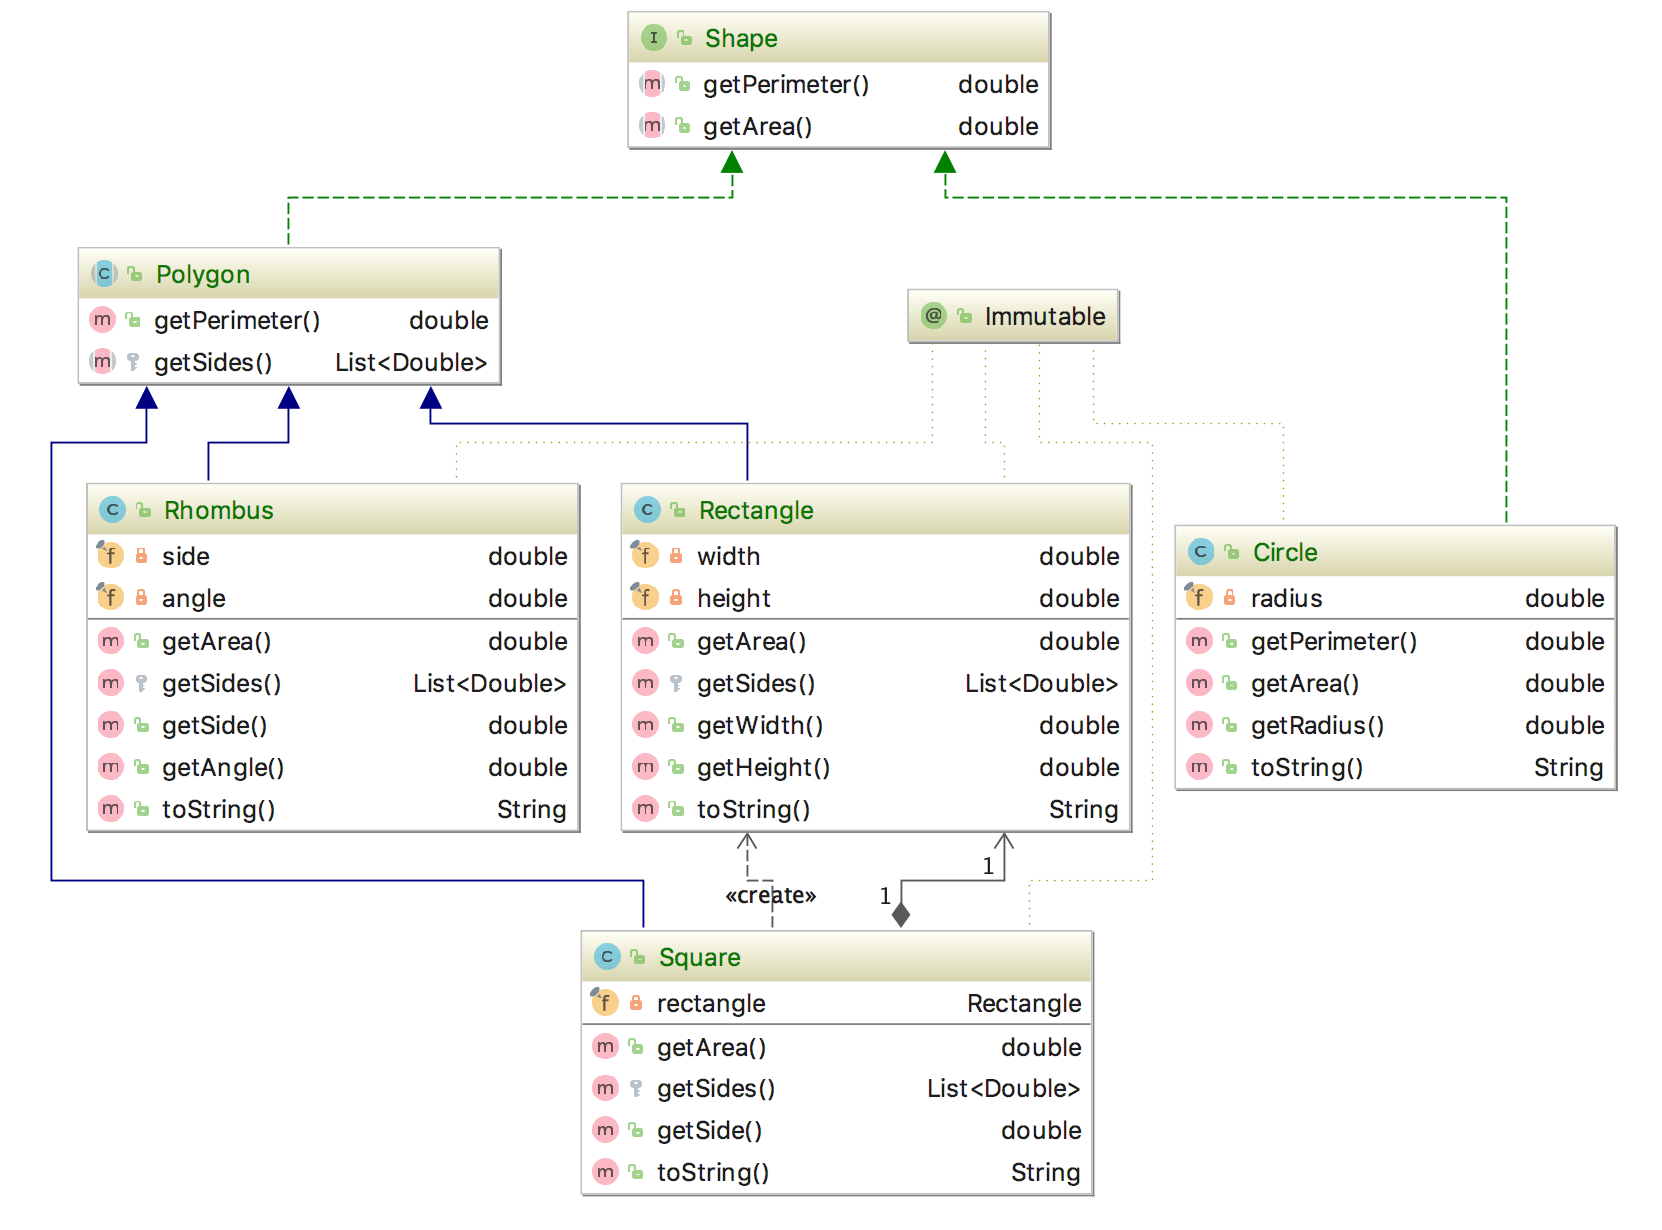 I Shape
m getPerimeter() double
m getArea() double
C Polygon
m getPerimeter() double
m getSides() List<Double>
@ Immutable
C Rhombus
f side double
f angle double
m getArea() double
m getSides() List<Double>
m getSide() double
m getAngle() double
m toString() String
C Rectangle
f width double
f height double
m getArea() double
m getSides() List<Double>
m getWidth() double
m getHeight() double
m toString() String
C Circle
f radius double
m getPerimeter() double
m getArea() double
m getRadius() double
m toString() String
«create»
1
1
C Square
f rectangle Rectangle
m getArea() double
m getSides() List<Double>
m getSide() double
m toString() String